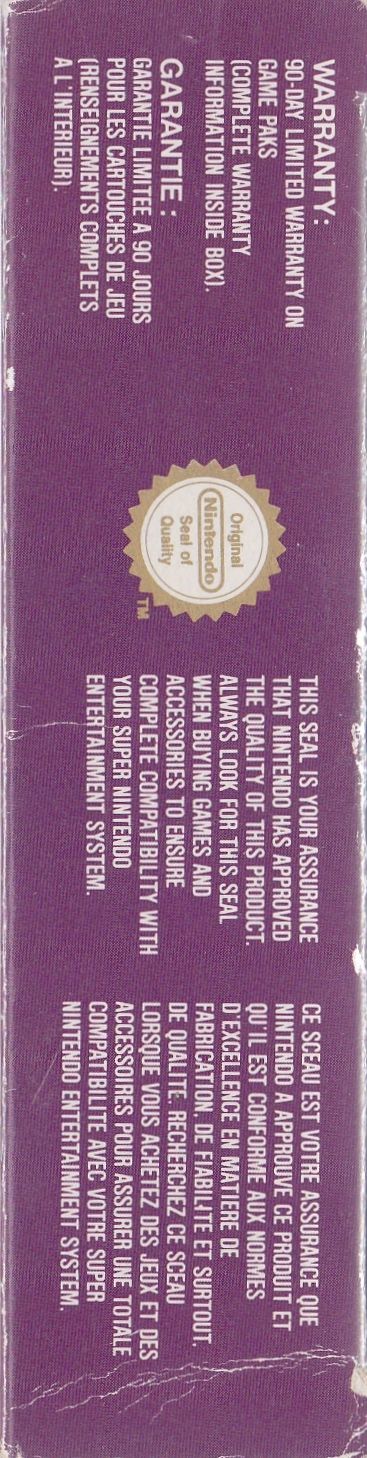 WARRANTY:
90-DAY LIMITED WARRANTY ON
GAME PAKS
(COMPLETE WARRANTY
INFORMATION INSIDE BOX).
GARANTIE:
GARANTIE LIMITEE A 90 JOURS
POUR LES CARTOUCHES DE JEU
(RENSEIGNEMENTS COMPLETS
A L'INTERIEUR).
Original
Nintendo
Seal of
Quality
TM
THIS SEAL IS YOUR ASSURANCE
THAT NINTENDO HAS APPROVED
THE QUALITY OF THIS PRODUCT.
ALWAYS LOOK FOR THIS SEAL
WHEN BUYING GAMES AND
ACCESSORIES TO ENSURE
COMPLETE COMPATIBILITY WITH
YOUR SUPER NINTENDO
ENTERTAINMENT SYSTEM.
CE SCEAU EST VOTRE ASSURANCE QUE
NINTENDO A APPROUVE CE PRODUIT ET
QU'IL EST CONFORME AUX NORMES
D'EXCELLENCE EN MATIERE DE
FABRICATION, DE FIABILITE ET SURTOUT,
DE QUALITE. RECHERCHEZ CE SCEAU
LORSQUE VOUS ACHETEZ DES JEUX ET DES
ACCESSOIRES POUR ASSURER UNE TOTALE
COMPATIBILITE AVEC VOTRE SUPER
NINTENDO ENTERTAINMENT SYSTEM.